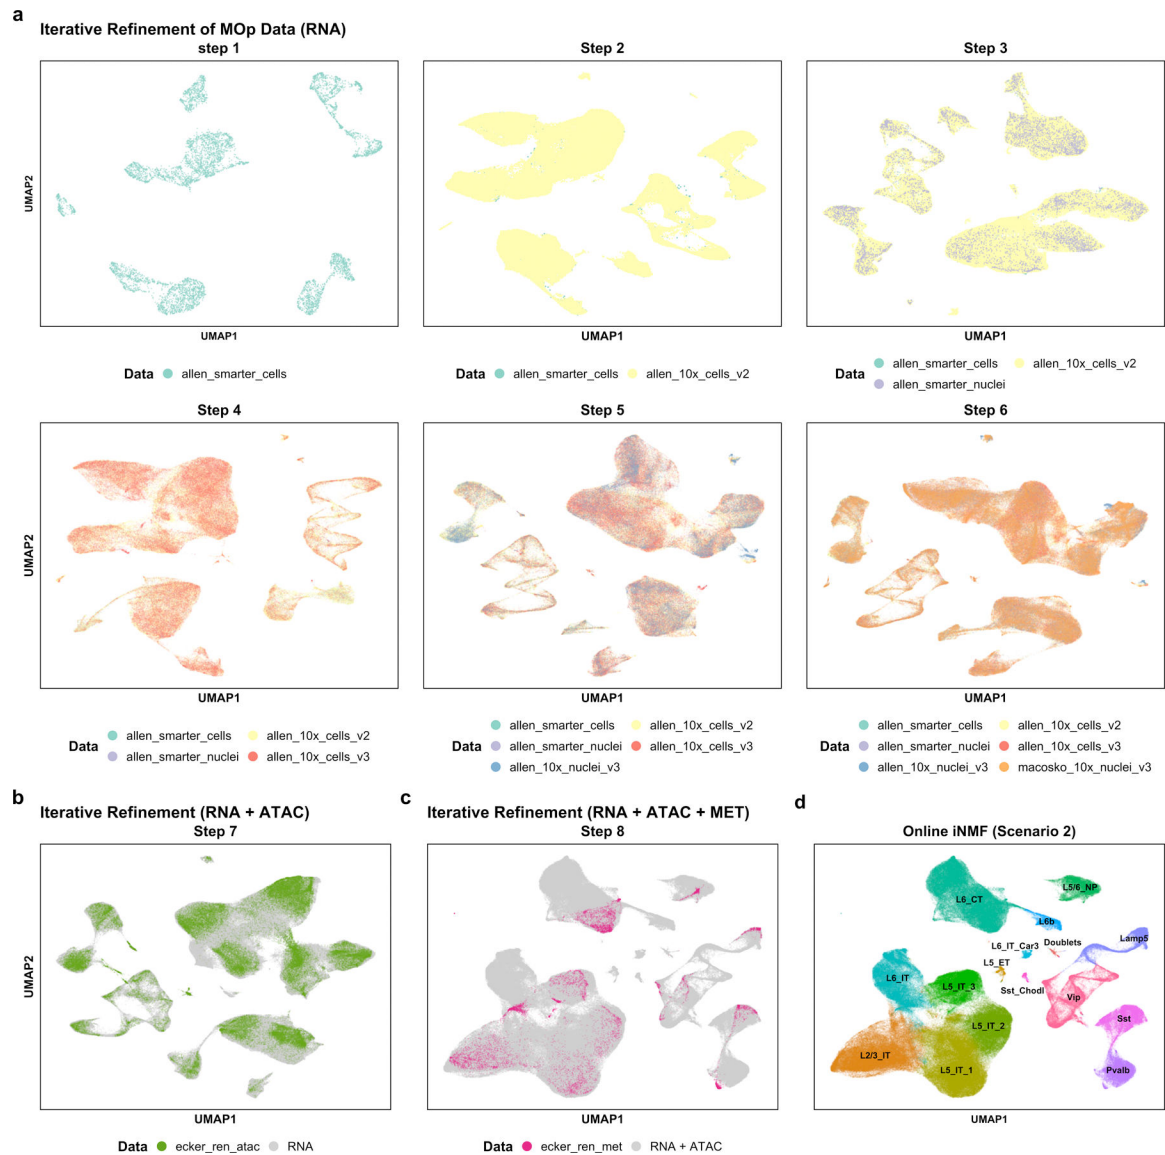 a
Iterative Refinement of MOp Data (RNA)
step 1
Step 2
Step 3
UMAP2
UMAP1
UMAP1
UMAP1
Data allen_smarter_cells
Data allen_smarter_cells allen_10x_cells_v2
Data allen_smarter_cells allen_10x_cells_v2
allen_smarter_nuclei
Step 4
Step 5
Step 6
UMAP2
UMAP1
UMAP1
UMAP1
Data allen_smarter_cells allen_10x_cells_v2
allen_smarter_nuclei allen_10x_cells_v3
Data allen_smarter_cells allen_10x_cells_v2
allen_smarter_nuclei allen_10x_cells_v3
allen_10x_nuclei_v3
Data allen_smarter_cells allen_10x_cells_v2
allen_smarter_nuclei allen_10x_cells_v3
allen_10x_nuclei_v3 macosko_10x_nuclei_v3
b
Iterative Refinement (RNA + ATAC)
Step 7
UMAP2
UMAP1
Data ecker_ren_atac RNA
c
Iterative Refinement (RNA + ATAC + MET)
Step 8
UMAP1
Data ecker_ren_met RNA + ATAC
d
Online iNMF (Scenario 2)
L5/6_NP
L6_CT
L6b
Lamp5
L6_IT_Car3
Doublets
L5_ET
L6_IT
L5_IT_3
Sst_Chodl
Vip
L5_IT_2
Sst
L2/3_IT
L5_IT_1
Pvalb
UMAP1